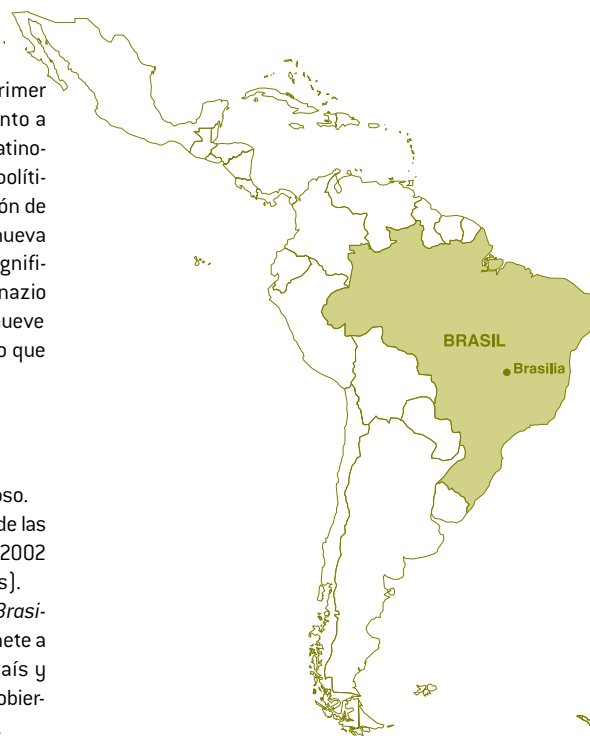 rimer
nto a
atino-
políti-
ón de
nueva
gnifi-
nazio
nueve
o que
oso.
de las
2002
s).
Brasi-
nete a
aís y
obier-
BRASIL
Brasilia